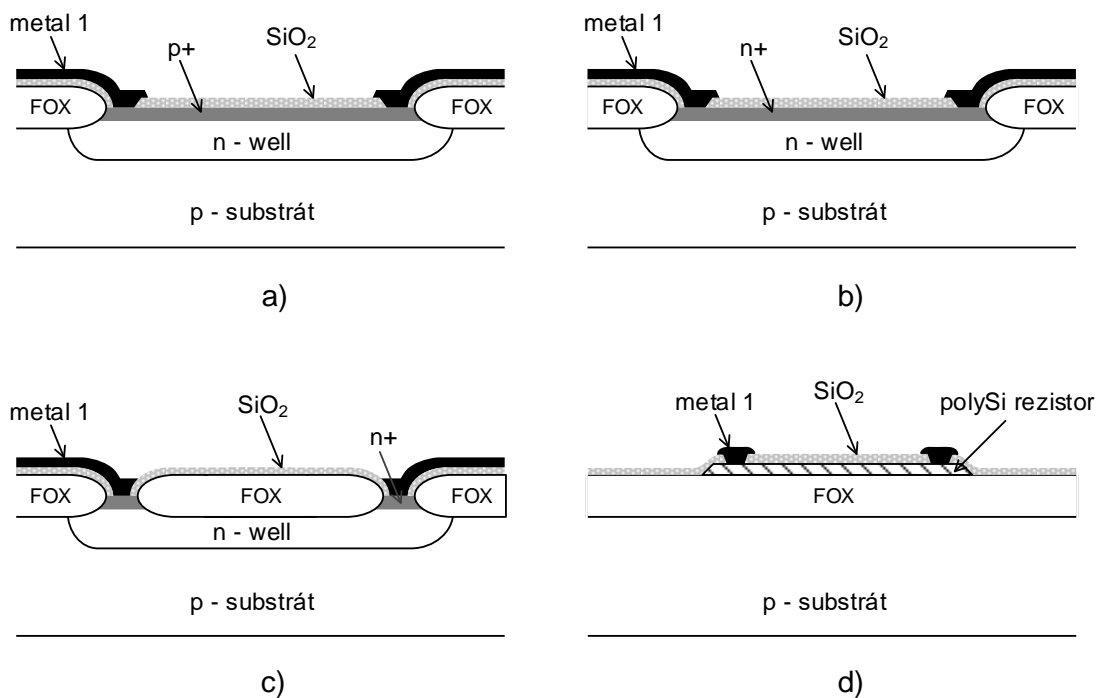 metal 1
p+
SiO₂
FOX
FOX
n - well
p - substrát
a)
metal 1
n+
SiO₂
FOX
FOX
n - well
p - substrát
b)
metal 1
SiO₂
n+
FOX
FOX
FOX
n - well
p - substrát
c)
metal 1
SiO₂
polySi rezistor
FOX
p - substrát
d)